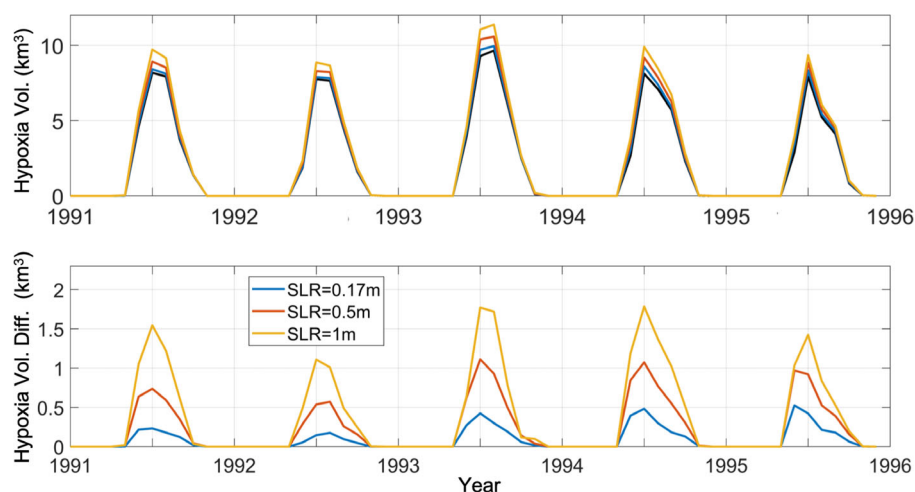 Hypoxia Vol. (km³)
10
5
0
1991 1992 1993 1994 1995 1996
Hypoxia Vol. Diff. (km³)
2
1.5
1
0.5
0
SLR=0.17m
SLR=0.5m
SLR=1m
1991 1992 1993 1994 1995 1996
Year